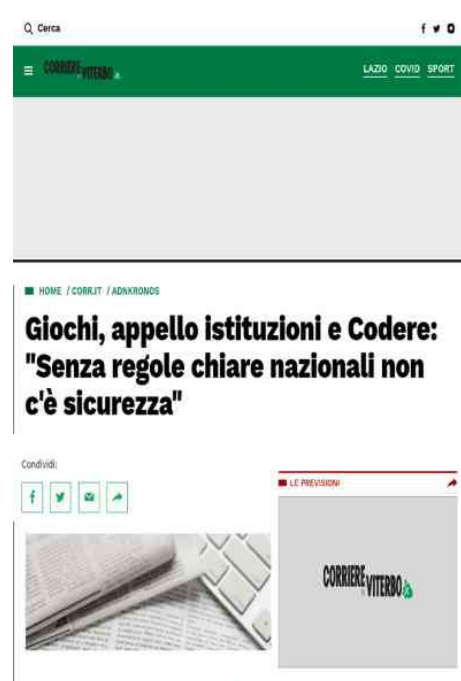 Cerca
CORRIERE DI VITERBO
LAZIO COVID SPORT
HOME / CORR.IT / ADNKRONOS
Giochi, appello istituzioni e Codere:
"Senza regole chiare nazionali non
c'è sicurezza"
Condividi:
LE PREVISIONI
CORRIERE DI VITERBO